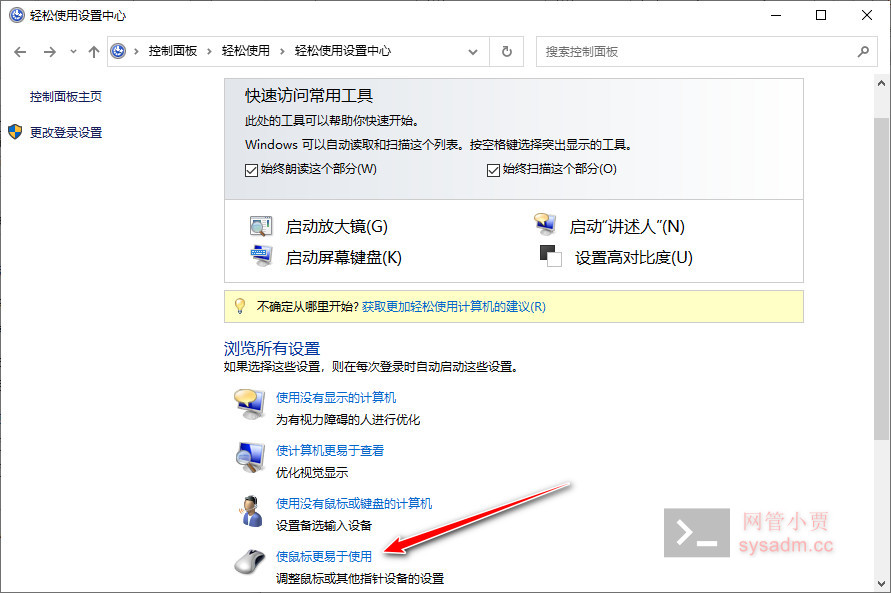 轻松使用设置中心
控制面板 轻松使用 轻松使用设置中心
搜索控制面板
控制面板主页
更改登录设置
快速访问常用工具
此处的工具可以帮助你快速开始。
Windows 可以自动读取和扫描这个列表。按空格键选择突出显示的工具。
始终朗读这个部分(W) 始终扫描这个部分(O)
启动放大镜(G) 启动“讲述人”(N)
启动屏幕键盘(K) 设置高对比度(U)
不确定从哪里开始? 获取更加轻松使用计算机的建议(R)
浏览所有设置
如果选择这些设置，则在每次登录时自动启动这些设置。
使用没有显示的计算机
为有视力障碍的人进行优化
使计算机更易于查看
优化视觉显示
使用没有鼠标或键盘的计算机
设置备选输入设备
使鼠标更易于使用
调整鼠标或其他指针设备的设置
网管小贾
sysadm.cc